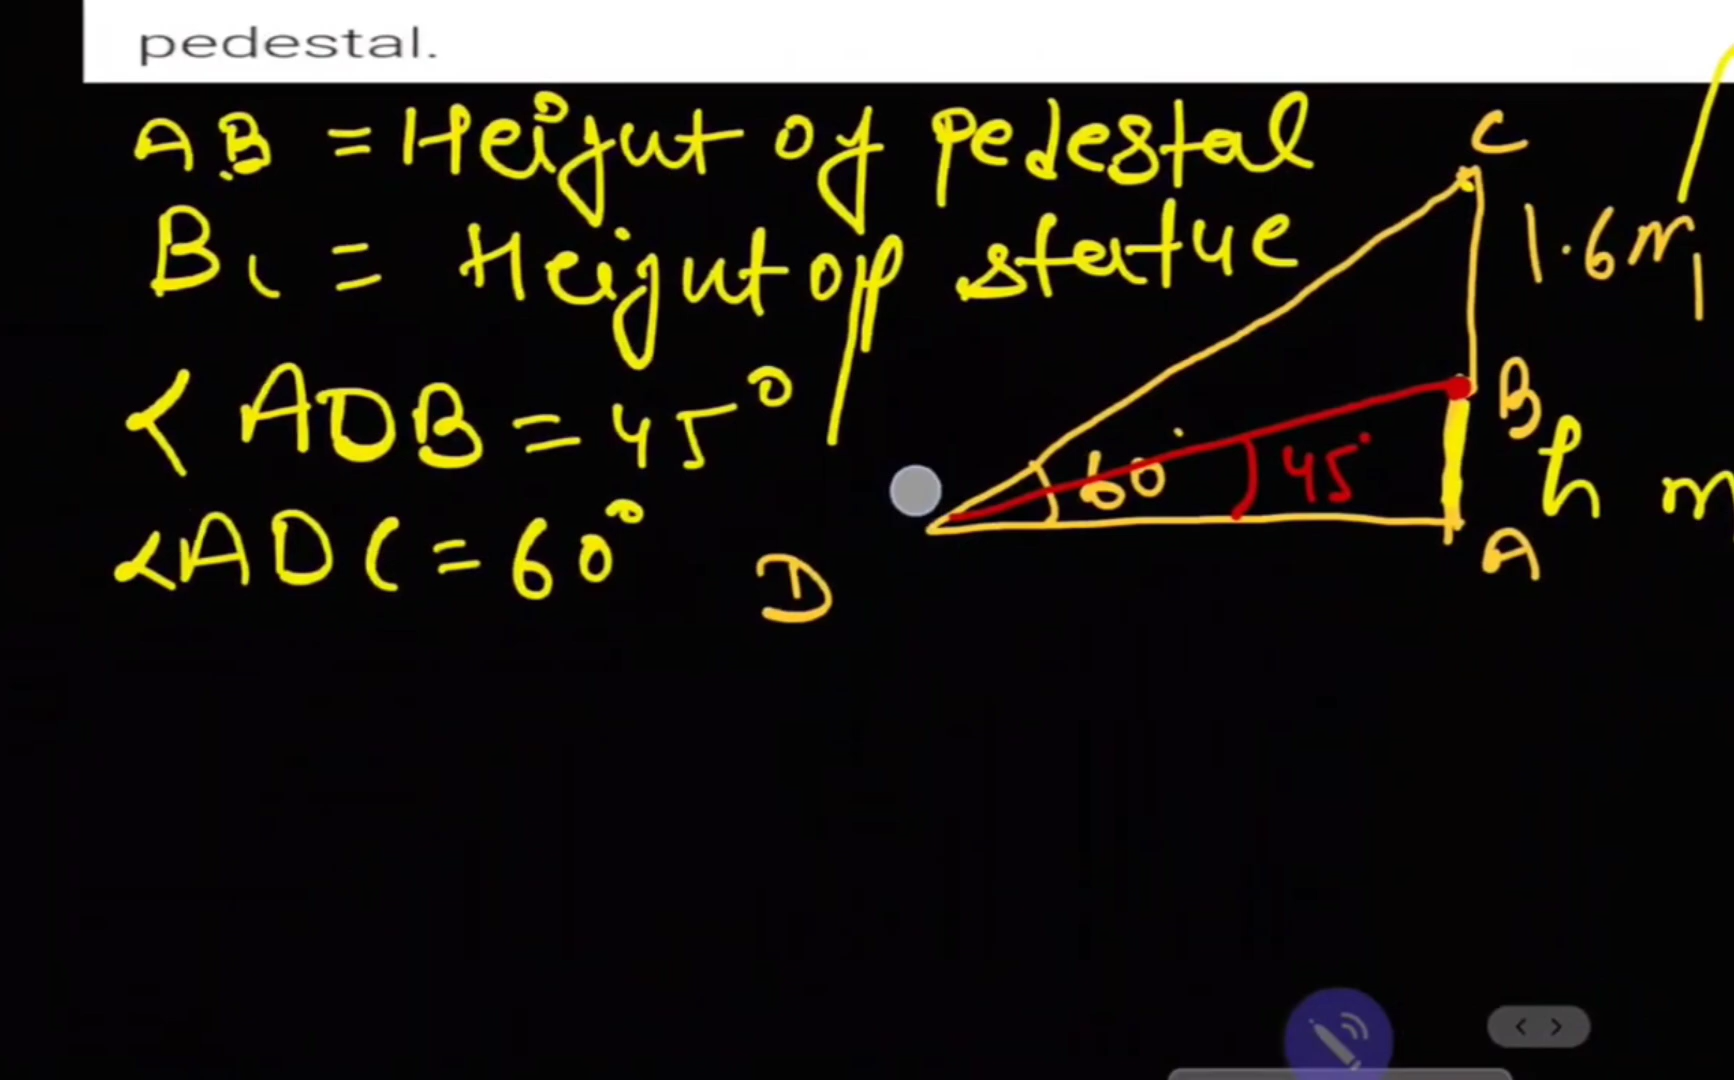 pedestal.
AB = Height of pedestal
BC = Height of statue
<ADB = 45°
<ADC = 60°
C
1.6m
B
h m
60°
45°
A
D